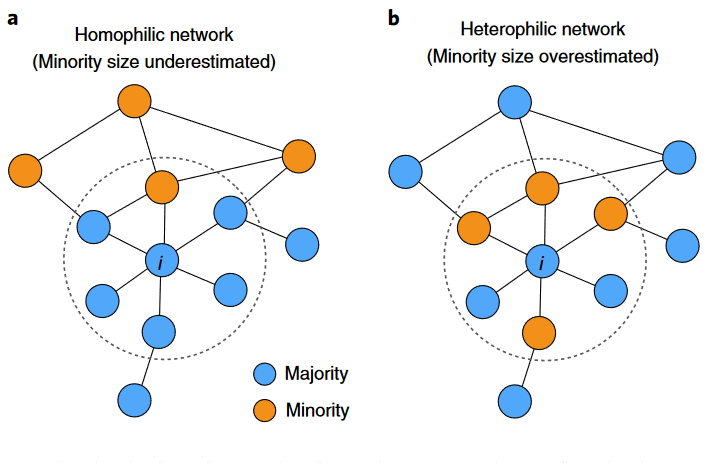 a
Homophilic network
(Minority size underestimated)
i
Majority
Minority
b
Heterophilic network
(Minority size overestimated)
i